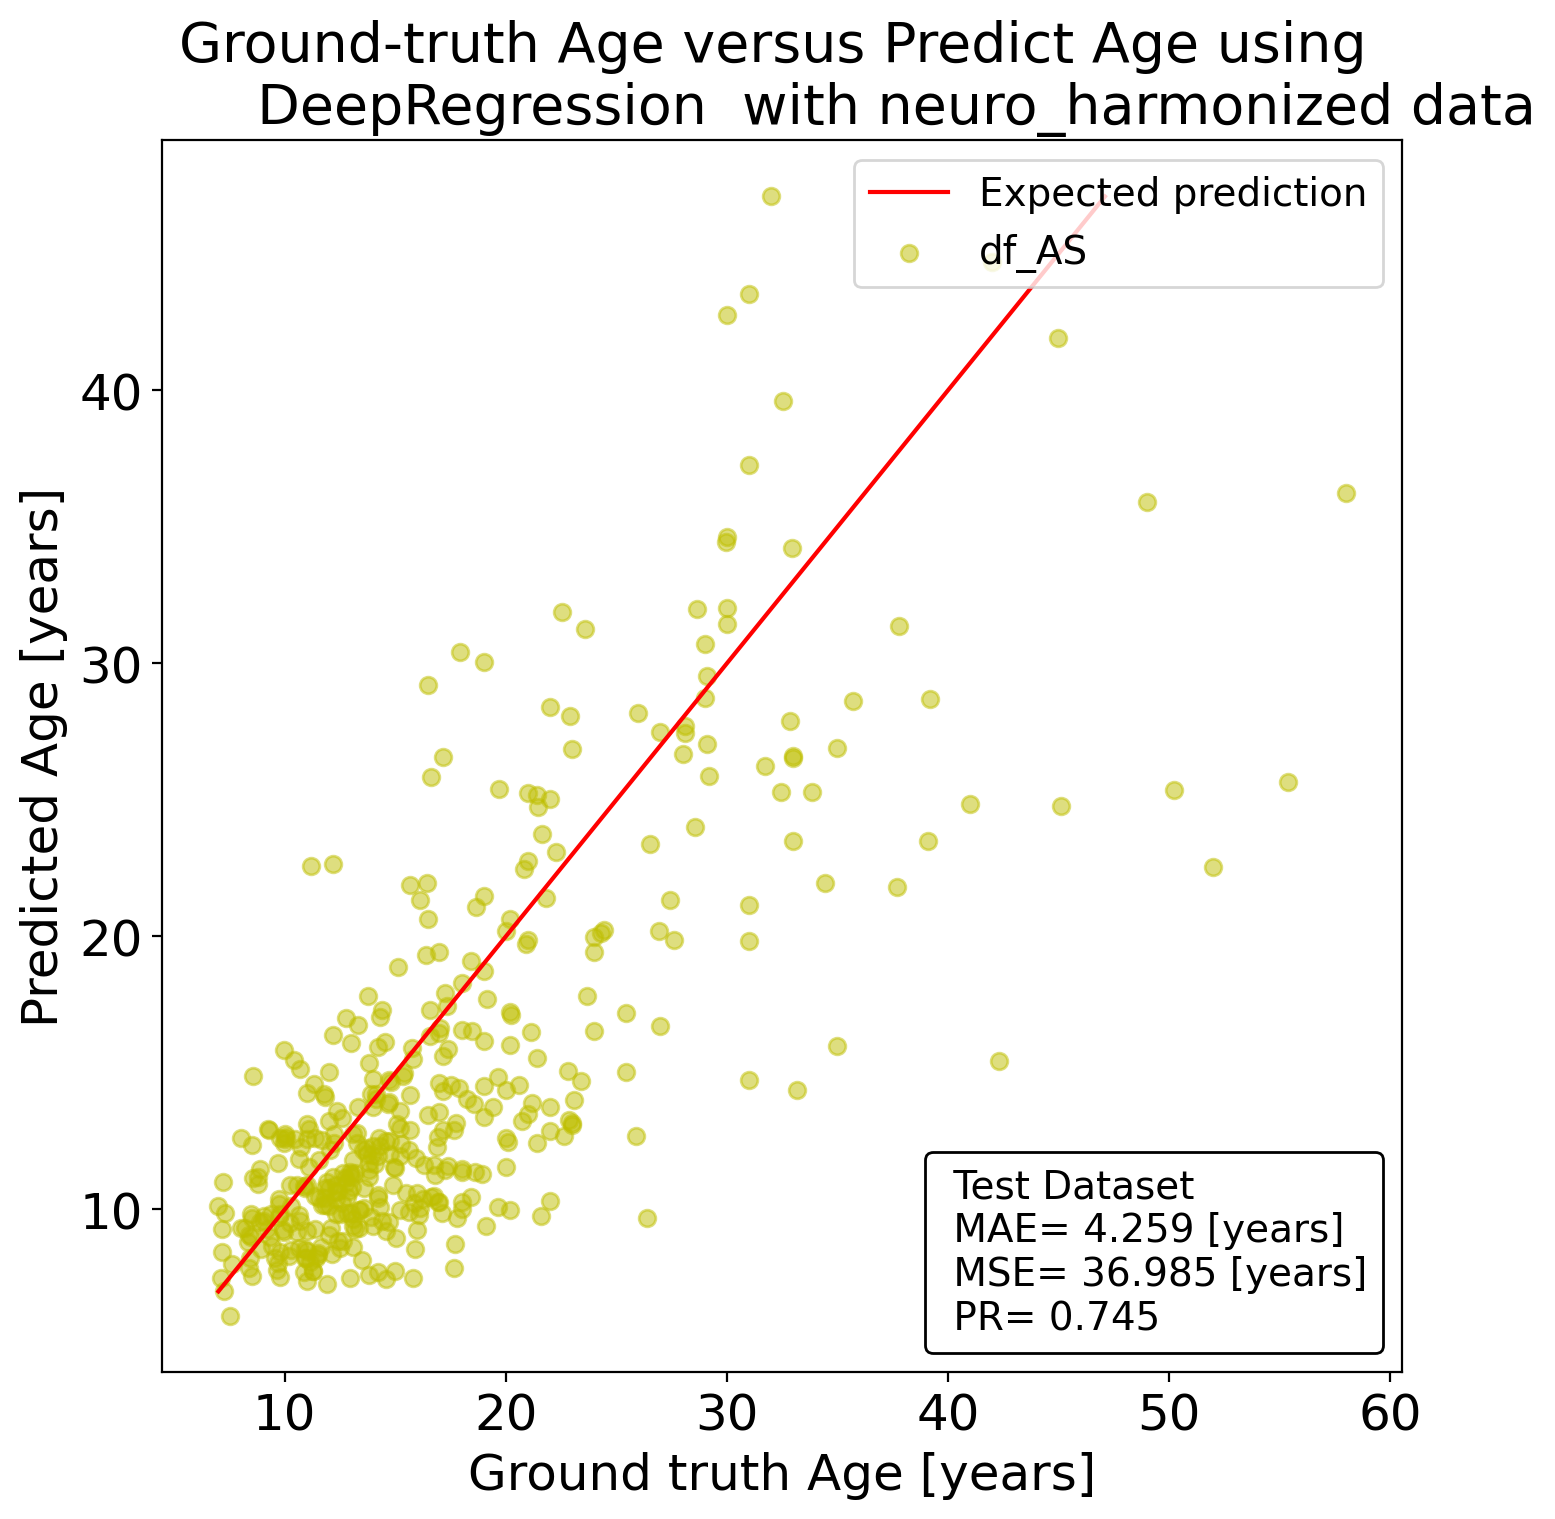 Ground-truth Age versus Predict Age using
DeepRegression with neuro_harmonized data
Expected prediction
df_AS
40
30
20
10
Predicted Age [years]
Test Dataset
MAE= 4.259 [years]
MSE= 36.985 [years]
PR= 0.745
10 20 30 40 50 60
Ground truth Age [years]